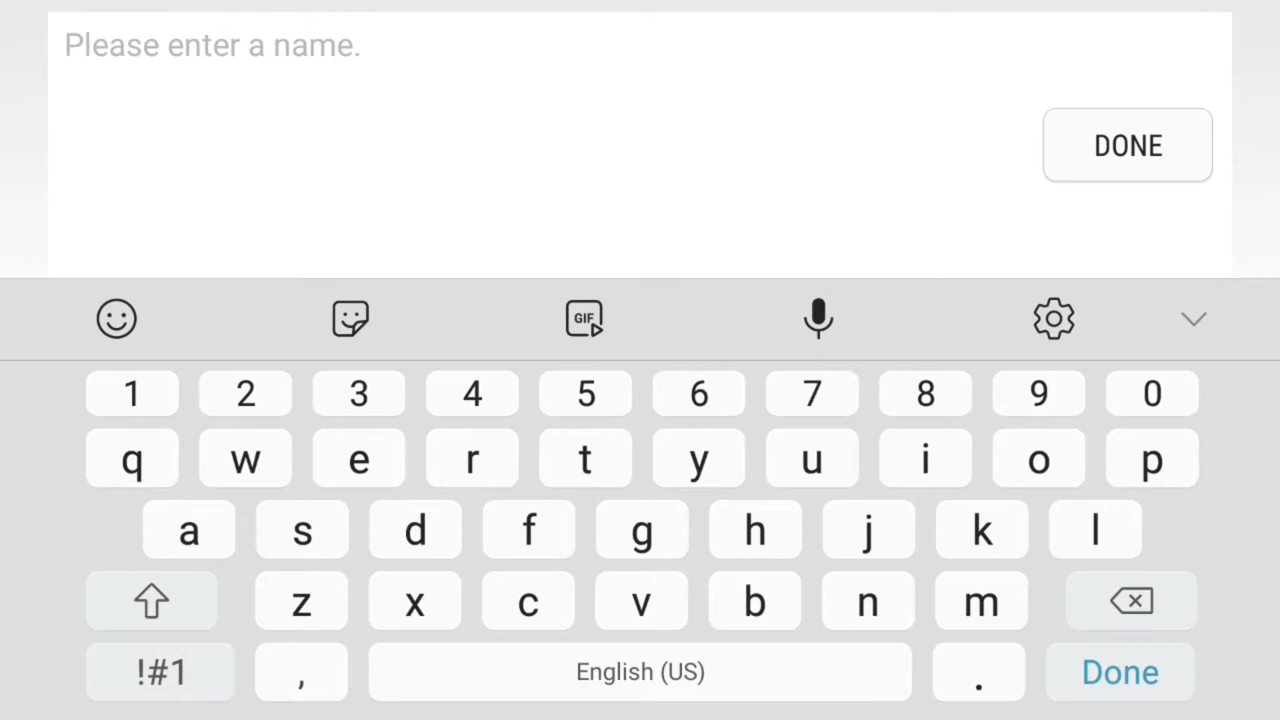 Please enter a name.
DONE
GIF
1 2 3 4 5 6 7 8 9 0
q w e r t y u i o p
a s d f g h j k l
z x c v b n m
!#1 , English (US) . Done